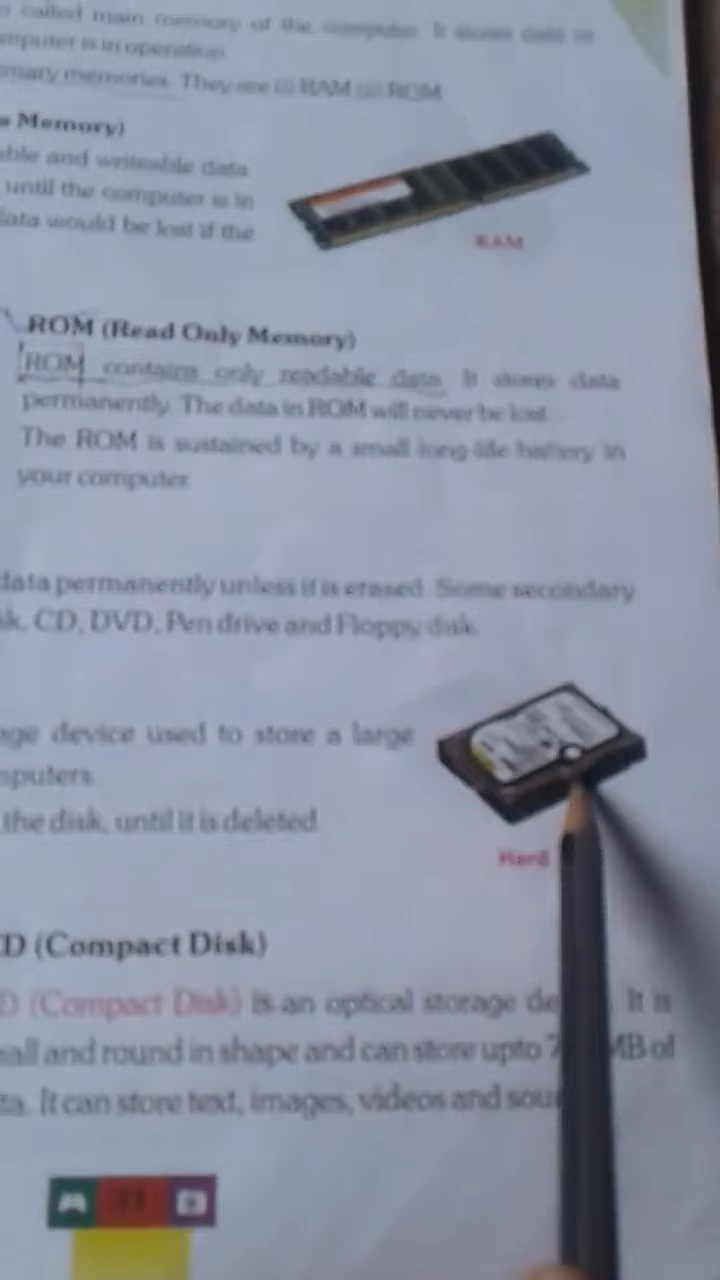 called main memory of the computer. It stores data or
computer is in operation
mary memories. They are (i) RAM (ii) ROM
Memory)
able and writeable data
until the computer is in
data would be lost if the
RAM
ROM (Read Only Memory)
ROM contains only readable data. It stores data
permanently. The data in ROM will never be lost.
The ROM is sustained by a small long-life battery in
your computer.
data permanently unless it is erased. Some secondary
sk, CD, DVD, Pen drive and Floppy disk.
age device used to store a large
mputers.
the disk, until it is deleted.
Hard
D (Compact Disk)
D (Compact Disk) is an optical storage de It is
all and round in shape and can store upto 7 MB of
ta. It can store text, images, videos and sou